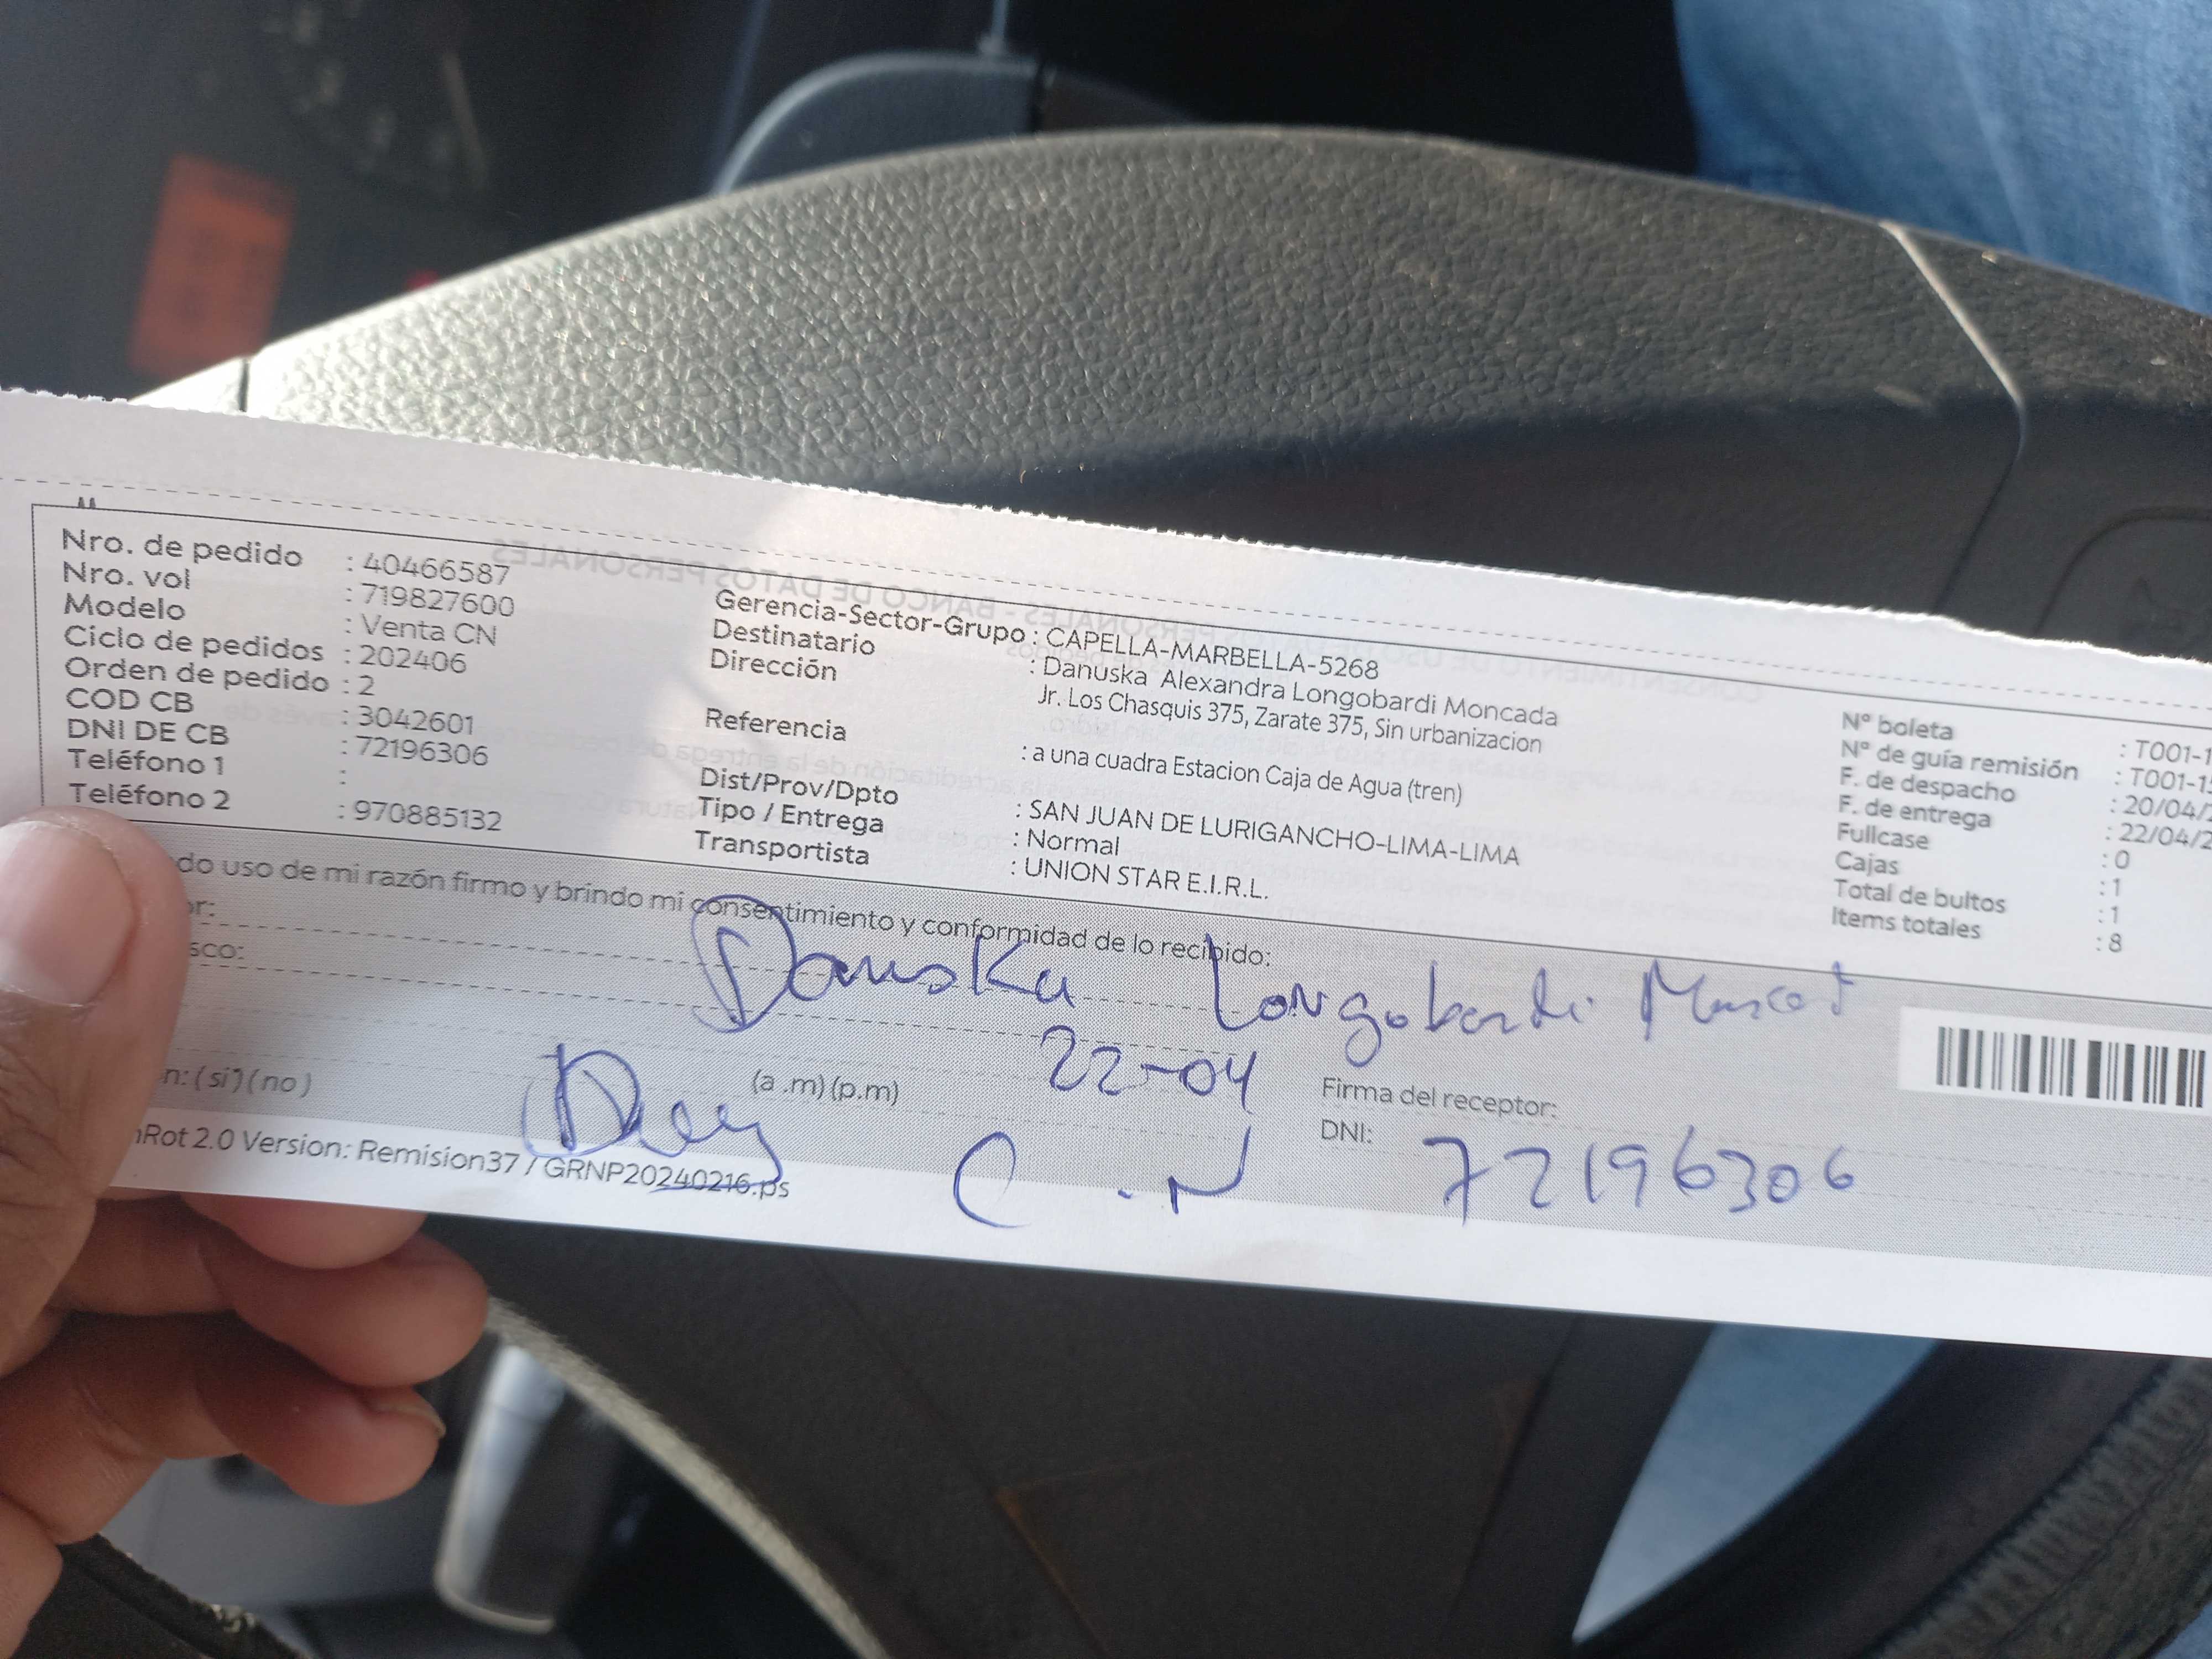 Nro. de pedido : 40466587
Nro. vol : 719827600
Modelo : Venta CN
Ciclo de pedidos : 202406
Orden de pedido : 2
COD CB : 3042601
DNI DE CB : 72196306
Teléfono 1 :
Teléfono 2 : 970885132
Gerencia-Sector-Grupo : CAPELLA-MARBELLA-5268
Destinatario : Danuska Alexandra Longobardi Moncada
Dirección Jr. Los Chasquis 375, Zarate 375, Sin urbanizacion
Referencia : a una cuadra Estacion Caja de Agua (tren)
Dist/Prov/Dpto : SAN JUAN DE LURIGANCHO-LIMA-LIMA
Tipo / Entrega : Normal
Transportista : UNION STAR E.I.R.L.
N° boleta : T001-1
N° de guía remisión : T001-1
F. de despacho : 20/04/2
F. de entrega : 22/04/2
Fullcase : 0
Cajas : 1
Total de bultos : 1
Items totales : 8
do uso de mi razón firmo y brindo mi consentimiento y conformidad de lo recibido:
or:
sco:
Danuska Longobardi
22-04
n: (si) (no) (a.m) (p.m)
Firma del receptor:
DNI: 72196306
nRot 2.0 Version: Remision37 / GRNP20240216.ps